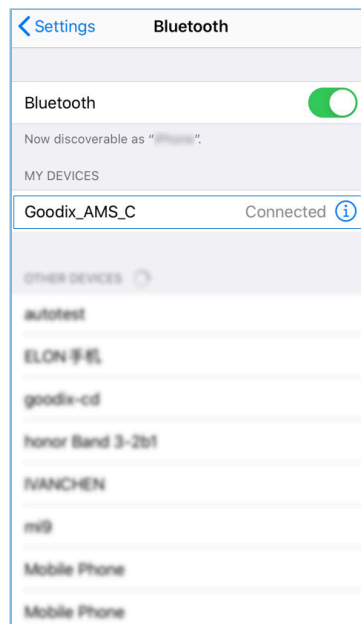 Settings
Bluetooth
Bluetooth
Now discoverable as “iPhone”.
MY DEVICES
Goodix_AMS_C Connected
OTHER DEVICES
autotest
ELON手机
goodix-cd
honor Band 3-2b1
IVANCHEN
mi9
Mobile Phone
Mobile Phone